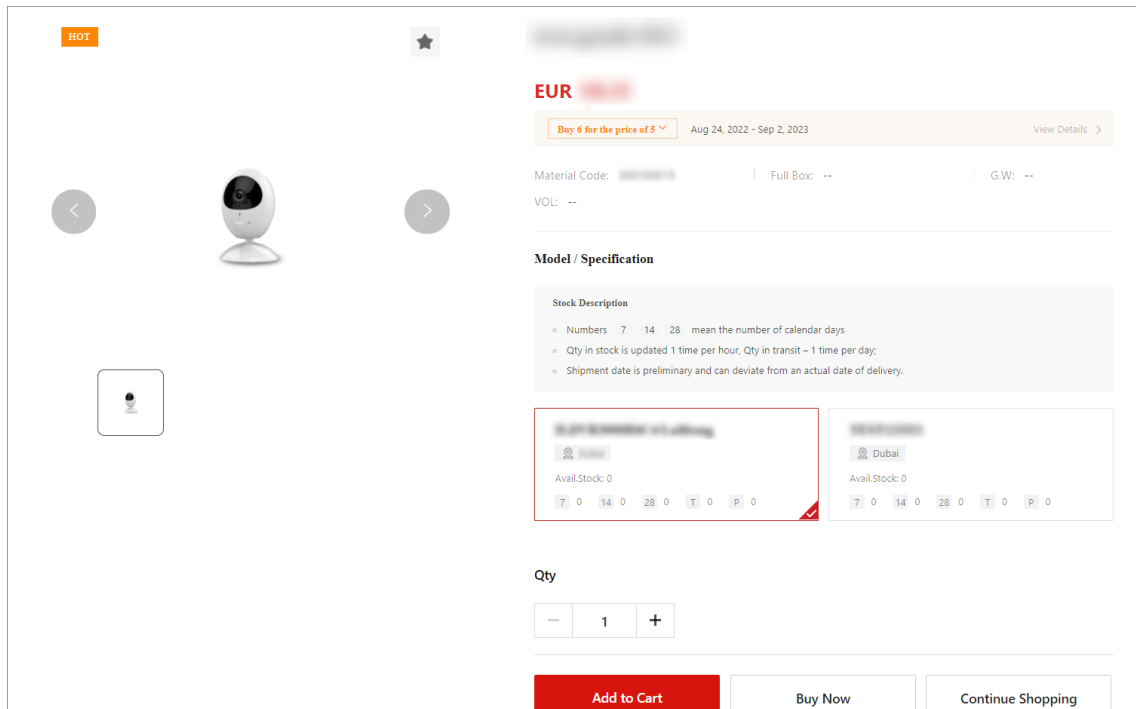 HOT
EUR
Buy 6 for the price of 5 Aug 24, 2022 - Sep 2, 2023 View Details
Material Code: Full Box: -- G.W: --
VOL: --
Model / Specification
Stock Description
Numbers 7 14 28 mean the number of calendar days
Qty in stock is updated 1 time per hour, Qty in transit – 1 time per day;
Shipment date is preliminary and can deviate from an actual date of delivery.
Avail.Stock: 0
7 0 14 0 28 0 T 0 P 0
Dubai
Avail.Stock: 0
7 0 14 0 28 0 T 0 P 0
Qty
1
Add to Cart Buy Now Continue Shopping